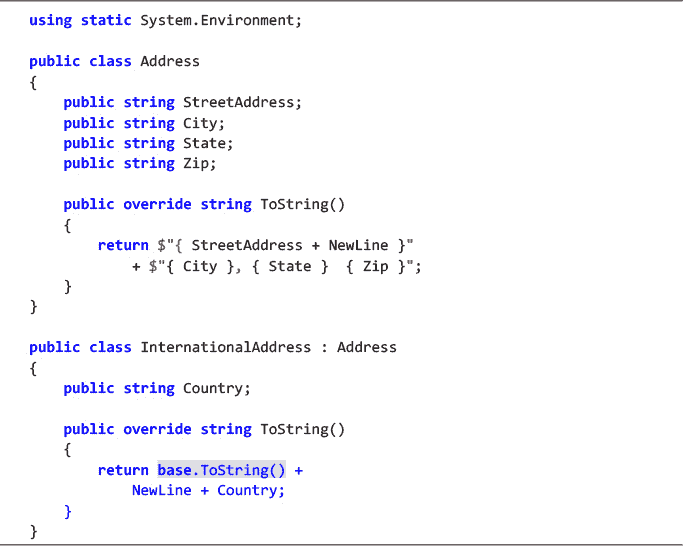 using static System.Environment;
public class Address
{
    public string StreetAddress;
    public string City;
    public string State;
    public string Zip;
    public override string ToString()
    {
        return $"{ StreetAddress + NewLine }"
            + $"{ City }, { State }  { Zip }";
    }
}
public class InternationalAddress : Address
{
    public string Country;
    public override string ToString()
    {
        return base.ToString() +
            NewLine + Country;
    }
}